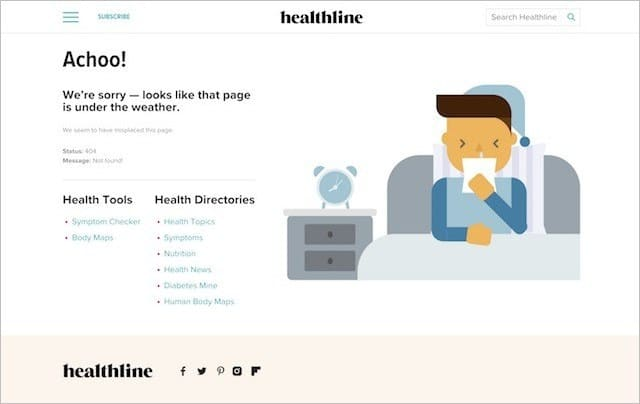 SUBSCRIBE
healthline
Search Healthline
Achoo!
We're sorry — looks like that page
is under the weather.
We seem to have misplaced this page.
Status: 404
Message: Not found!
Health Tools
Symptom Checker
Body Maps
Health Directories
Health Topics
Symptoms
Nutrition
Health News
Diabetes Mine
Human Body Maps
healthline